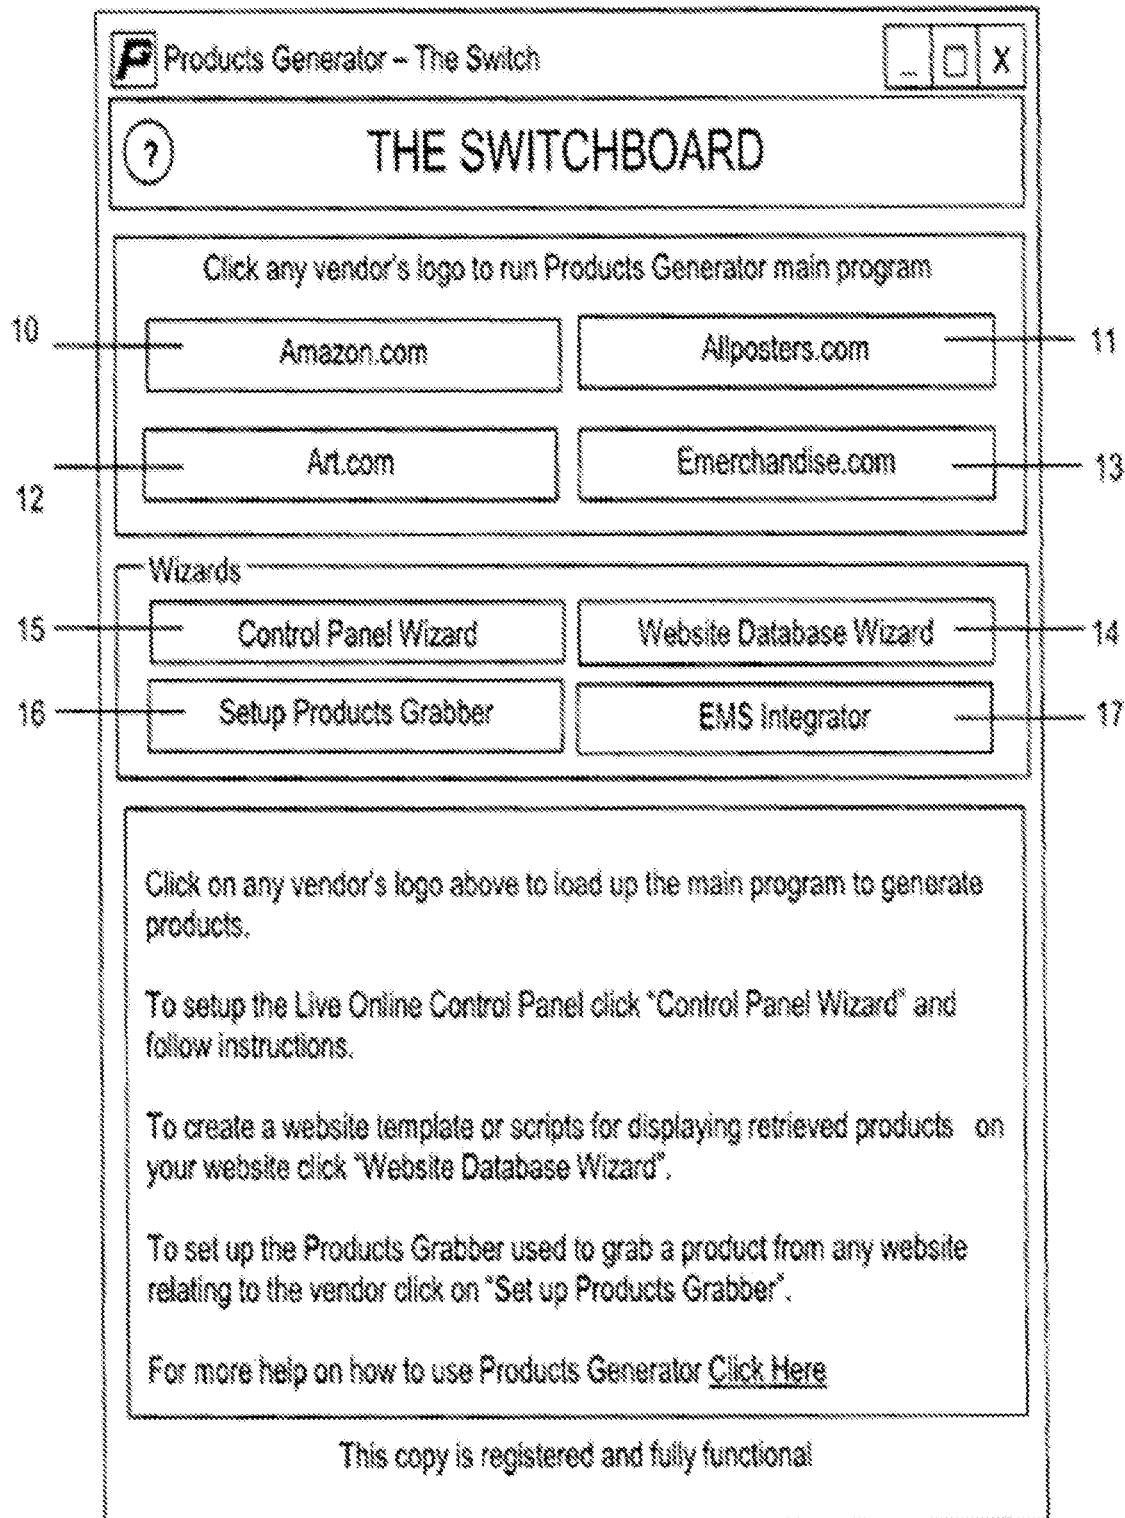 P Products Generator – The Switch _ □ X
? THE SWITCHBOARD
Click any vendor's logo to run Products Generator main program
10 Amazon.com Allposters.com 11
12 Art.com Emerchandise.com 13
Wizards
15 Control Panel Wizard Website Database Wizard 14
16 Setup Products Grabber EMS Integrator 17
Click on any vendor's logo above to load up the main program to generate
products.
To setup the Live Online Control Panel click "Control Panel Wizard" and
follow instructions.
To create a website template or scripts for displaying retrieved products on
your website click "Website Database Wizard".
To set up the Products Grabber used to grab a product from any website
relating to the vendor click on "Set up Products Grabber".
For more help on how to use Products Generator Click Here
This copy is registered and fully functional